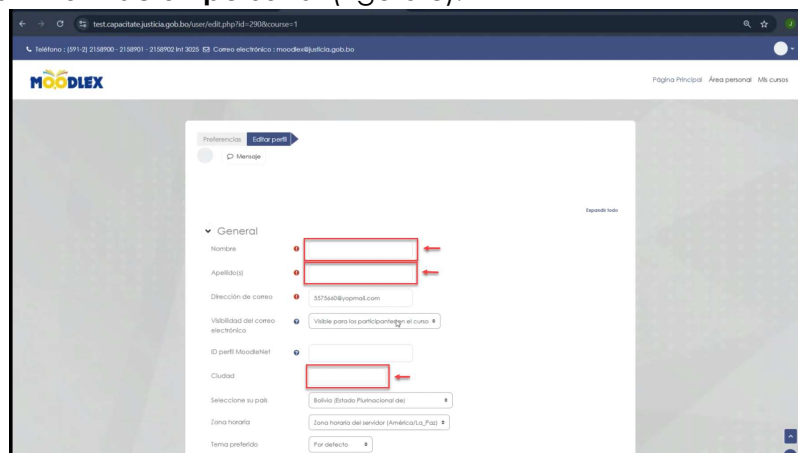 test.capacitate.justicia.gob.bo/user/edit.php?id=290&course=1
J
Teléfono : (591-2) 2158900 - 2158901 - 2158902 Int 3025 Correo electrónico : moodlex@justicia.gob.bo
MOODLEX
Página Principal Área personal Mis cursos
Preferencias Editar perfil
Mensaje
Expandir todo
General
Nombre
Apellido(s)
Dirección de correo 5575660@yopmail.com
Visibilidad del correo electrónico Visible para los participantes en el curso
ID perfil MoodleNet
Ciudad
Seleccione su país Bolivia (Estado Plurinacional de)
Zona horaria Zona horaria del servidor (América/La_Paz)
Tema preferido Por defecto